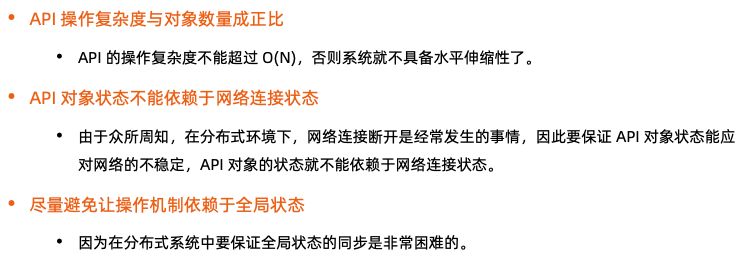 • API 操作复杂度与对象数量成正比
• API 的操作复杂度不能超过 O(N)，否则系统就不具备水平伸缩性了。
• API 对象状态不能依赖于网络连接状态
• 由于众所周知，在分布式环境下，网络连接断开是经常发生的事情，因此要保证 API 对象状态能应
对网络的不稳定，API 对象的状态就不能依赖于网络连接状态。
• 尽量避免让操作机制依赖于全局状态
• 因为在分布式系统中要保证全局状态的同步是非常困难的。